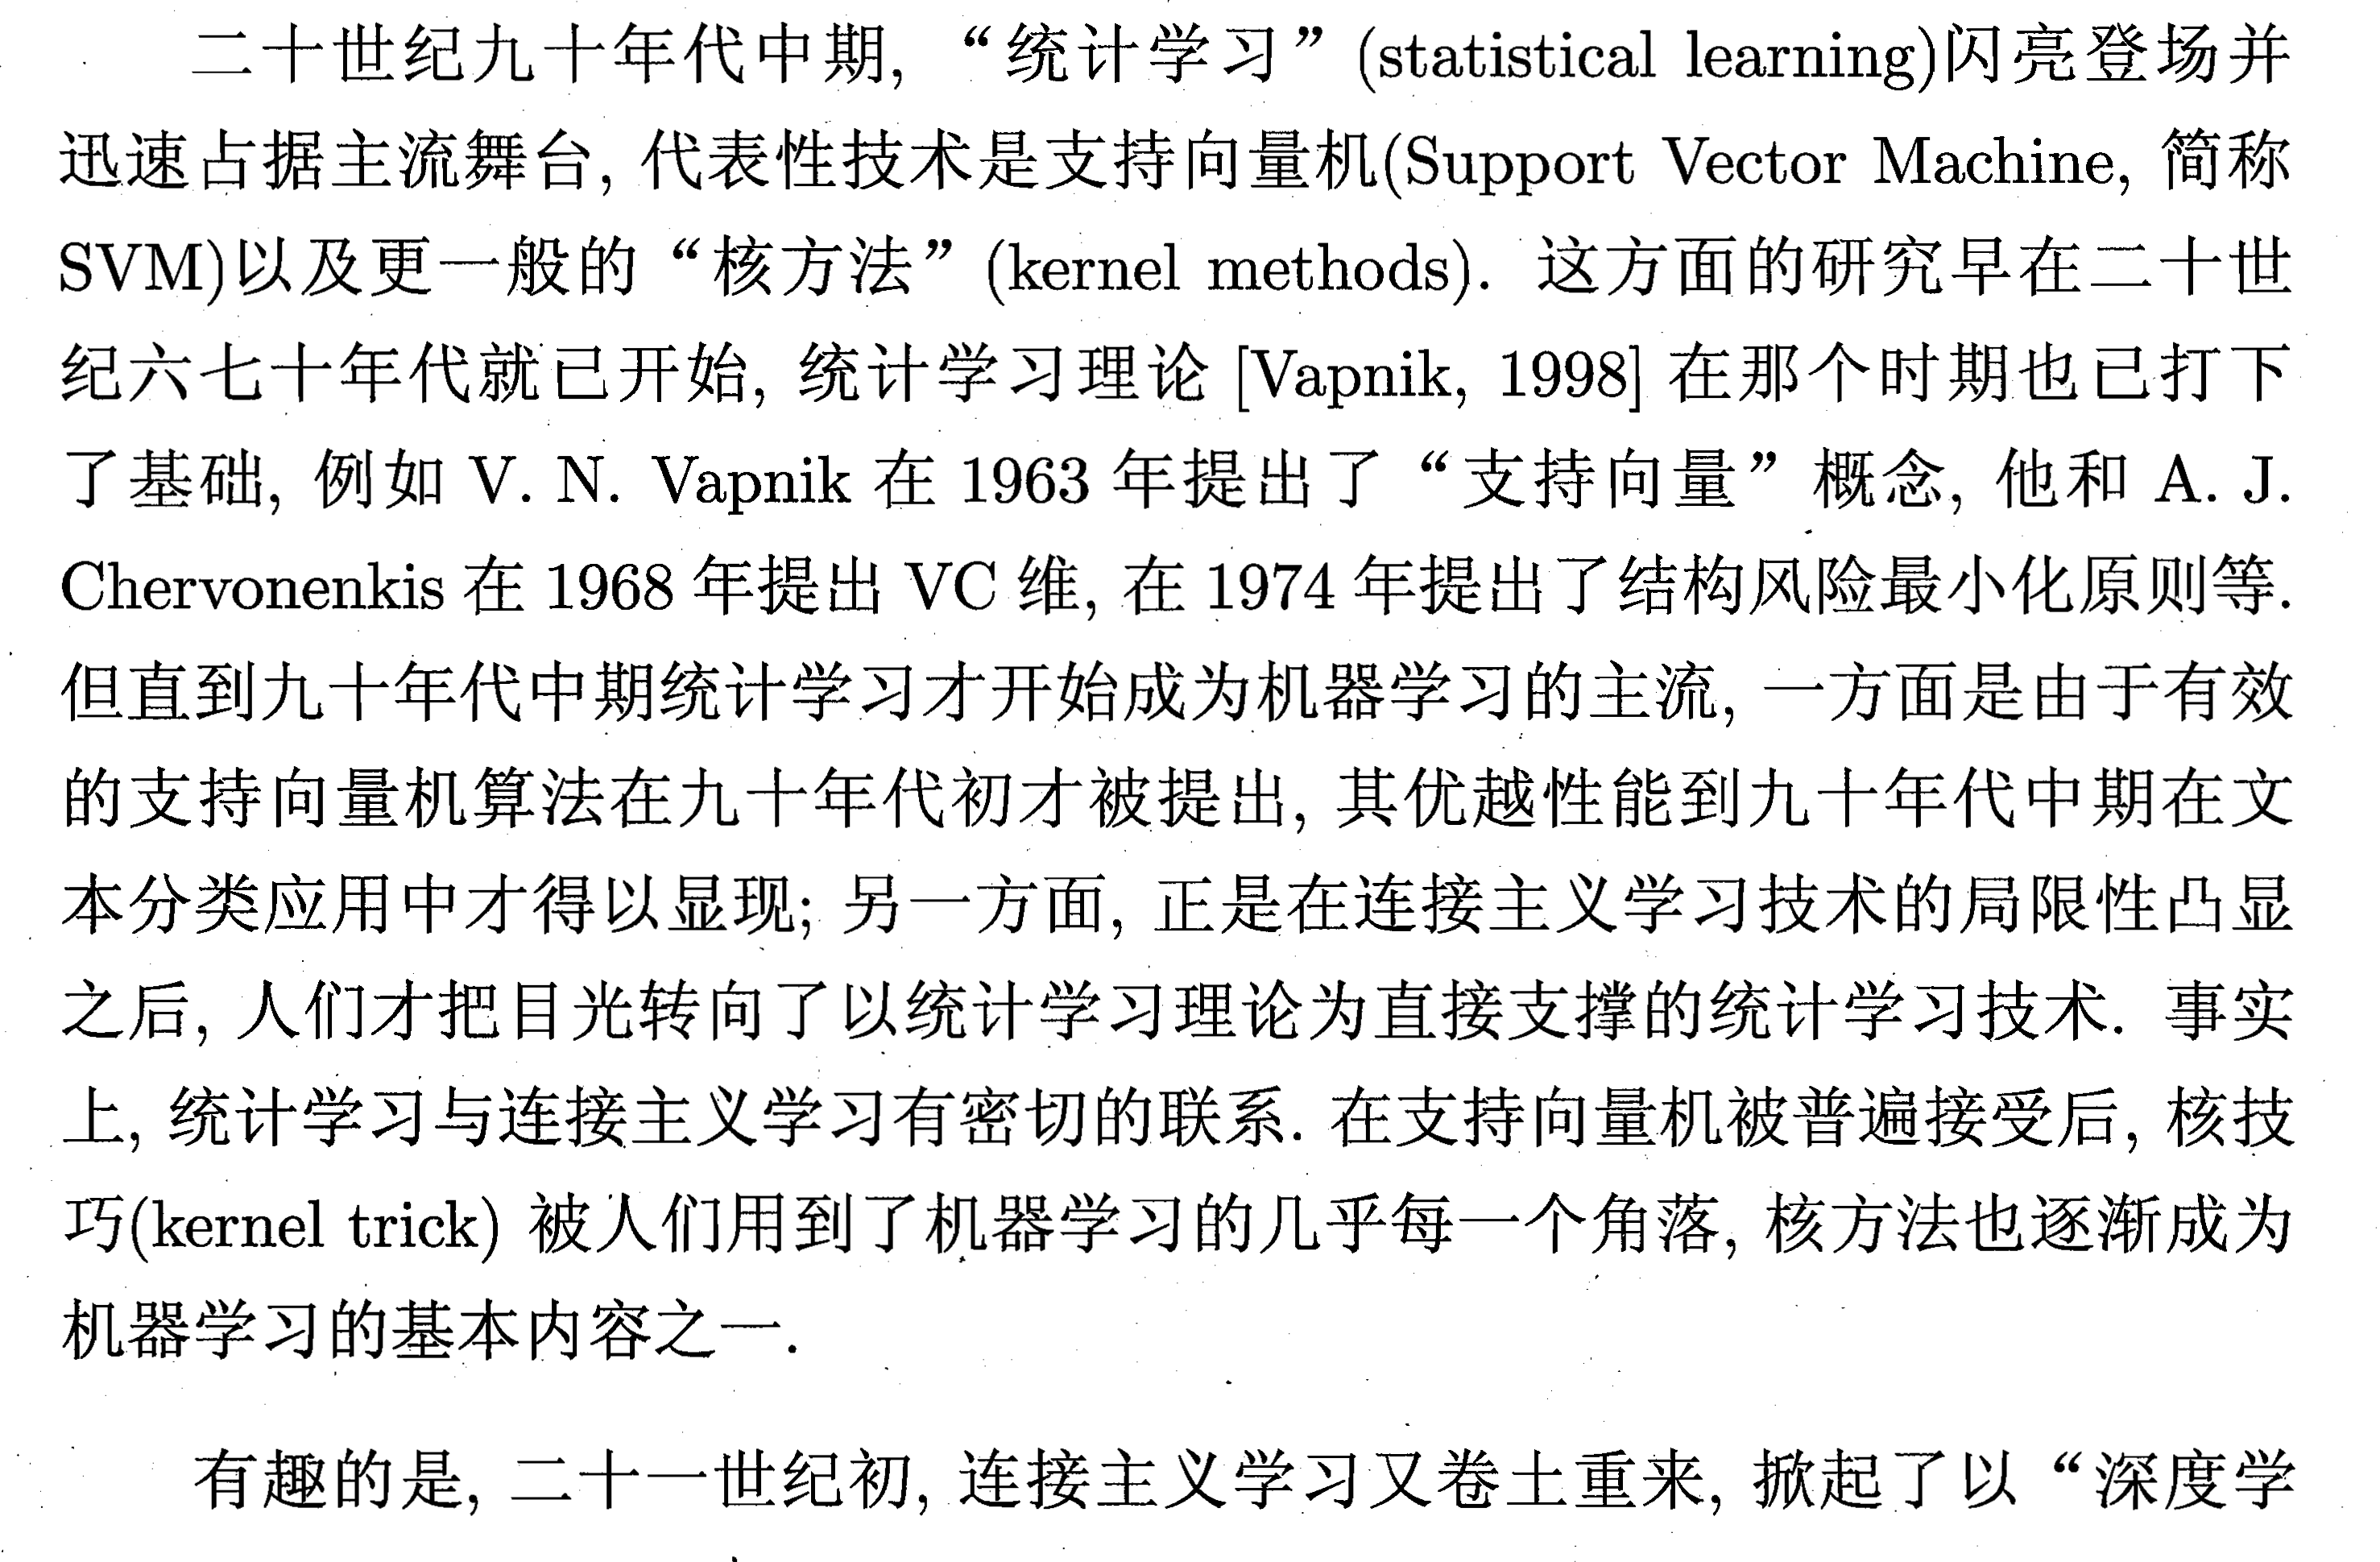 二十世纪九十年代中期, “统计学习” (statistical learning)闪亮登场并
迅速占据主流舞台, 代表性技术是支持向量机(Support Vector Machine, 简称
SVM)以及更一般的 “核方法” (kernel methods). 这方面的研究早在二十世
纪六七十年代就已开始, 统计学习理论 [Vapnik, 1998] 在那个时期也已打下
了基础, 例如 V. N. Vapnik 在 1963 年提出了 “支持向量” 概念, 他和 A. J.
Chervonenkis 在 1968 年提出 VC 维, 在 1974 年提出了结构风险最小化原则等.
但直到九十年代中期统计学习才开始成为机器学习的主流, 一方面是由于有效
的支持向量机算法在九十年代初才被提出, 其优越性能到九十年代中期在文
本分类应用中才得以显现; 另一方面, 正是在连接主义学习技术的局限性凸显
之后, 人们才把目光转向了以统计学习理论为直接支撑的统计学习技术. 事实
上, 统计学习与连接主义学习有密切的联系. 在支持向量机被普遍接受后, 核技
巧(kernel trick) 被人们用到了机器学习的几乎每一个角落, 核方法也逐渐成为
机器学习的基本内容之一.
有趣的是, 二十一世纪初, 连接主义学习又卷土重来, 掀起了以 “深度学